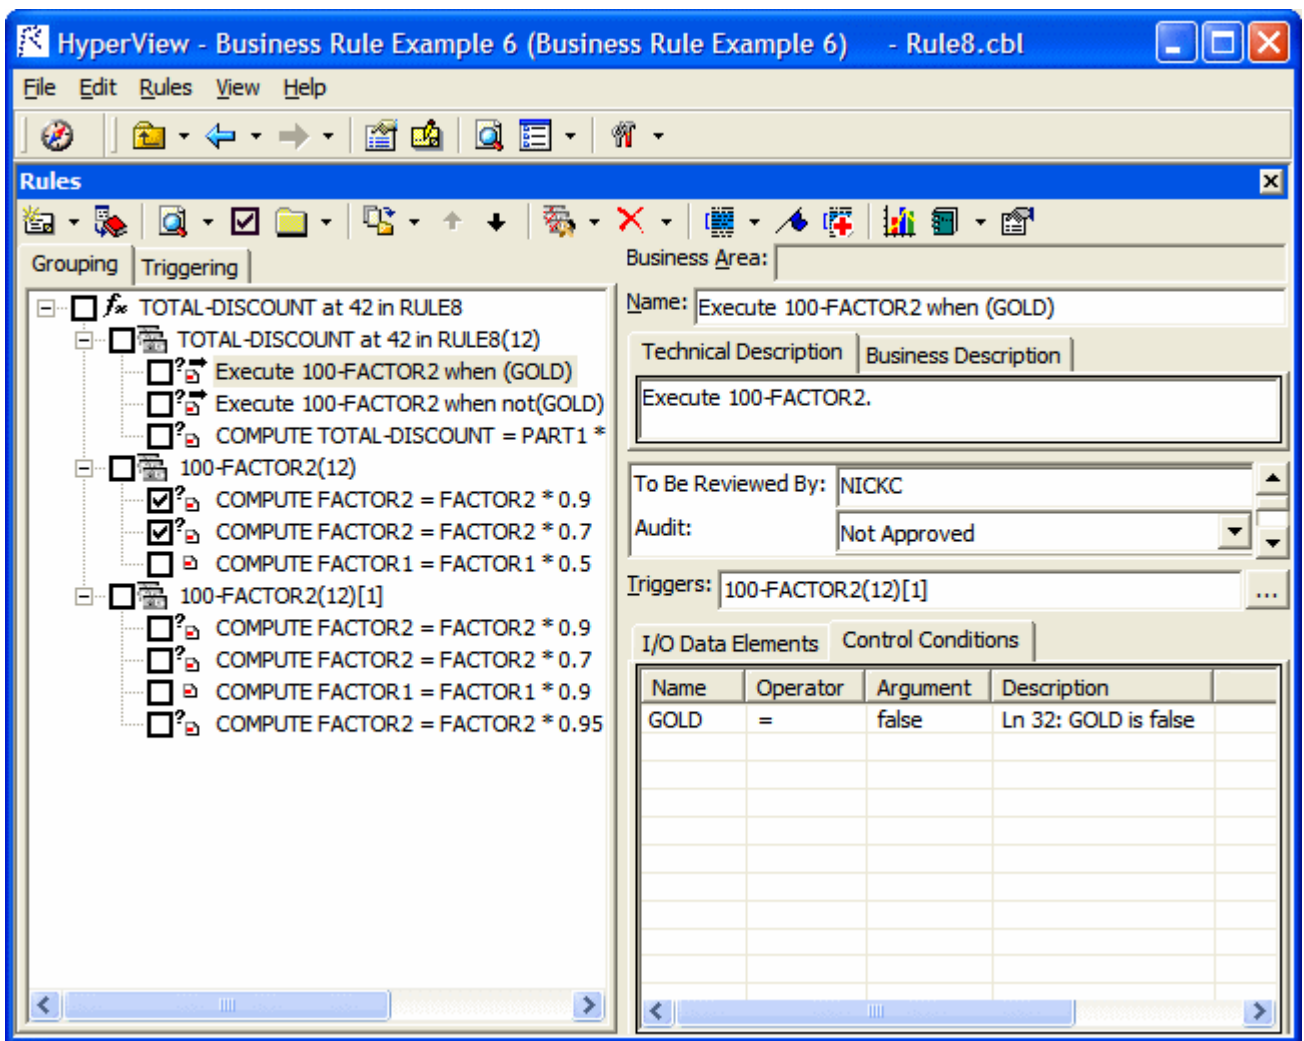 HyperView - Business Rule Example 6 (Business Rule Example 6) - Rule8.cbl
File Edit Rules View Help
Rules
Grouping Triggering
TOTAL-DISCOUNT at 42 in RULE8
TOTAL-DISCOUNT at 42 in RULE8(12)
Execute 100-FACTOR2 when (GOLD)
Execute 100-FACTOR2 when not(GOLD)
COMPUTE TOTAL-DISCOUNT = PART1 *
100-FACTOR2(12)
COMPUTE FACTOR2 = FACTOR2 * 0.9
COMPUTE FACTOR2 = FACTOR2 * 0.7
COMPUTE FACTOR1 = FACTOR1 * 0.5
100-FACTOR2(12)[1]
COMPUTE FACTOR2 = FACTOR2 * 0.9
COMPUTE FACTOR2 = FACTOR2 * 0.7
COMPUTE FACTOR1 = FACTOR1 * 0.9
COMPUTE FACTOR2 = FACTOR2 * 0.95
Business Area:
Name: Execute 100-FACTOR2 when (GOLD)
Technical Description Business Description
Execute 100-FACTOR2.
To Be Reviewed By: NICKC
Audit: Not Approved
Triggers: 100-FACTOR2(12)[1] ...
I/O Data Elements Control Conditions
Name Operator Argument Description
GOLD = false Ln 32: GOLD is false